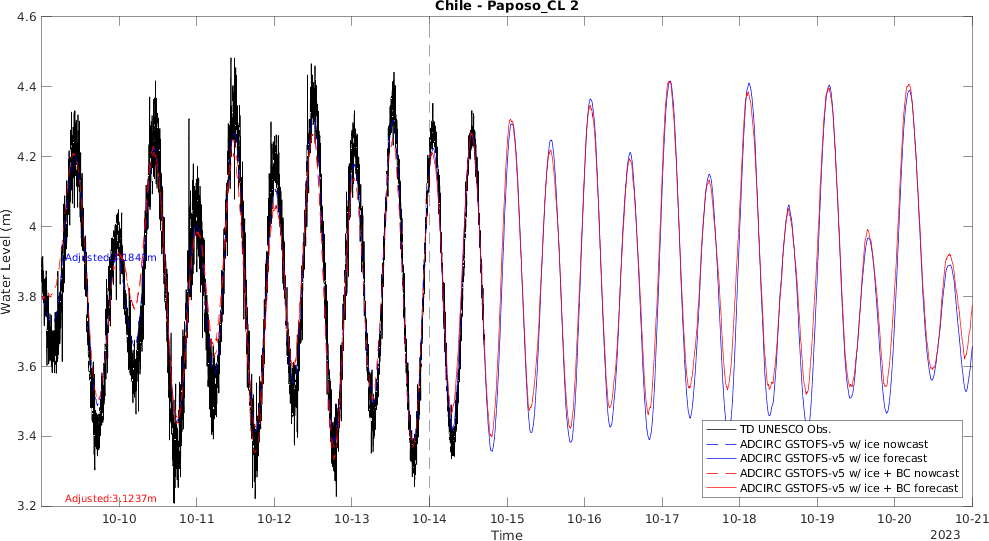 Chile - Paposo_CL 2
4.6
4.4
4.2
4
3.8
3.6
3.4
3.2
Water Level (m)
Adjusted:3.1237m
TD UNESCO Obs.
ADCIRC GSTOFS-v5 w/ ice nowcast
ADCIRC GSTOFS-v5 w/ ice forecast
ADCIRC GSTOFS-v5 w/ ice + BC nowcast
ADCIRC GSTOFS-v5 w/ ice + BC forecast
10-10 10-11 10-12 10-13 10-14 10-15 10-16 10-17 10-18 10-19 10-20 10-21
Time
2023